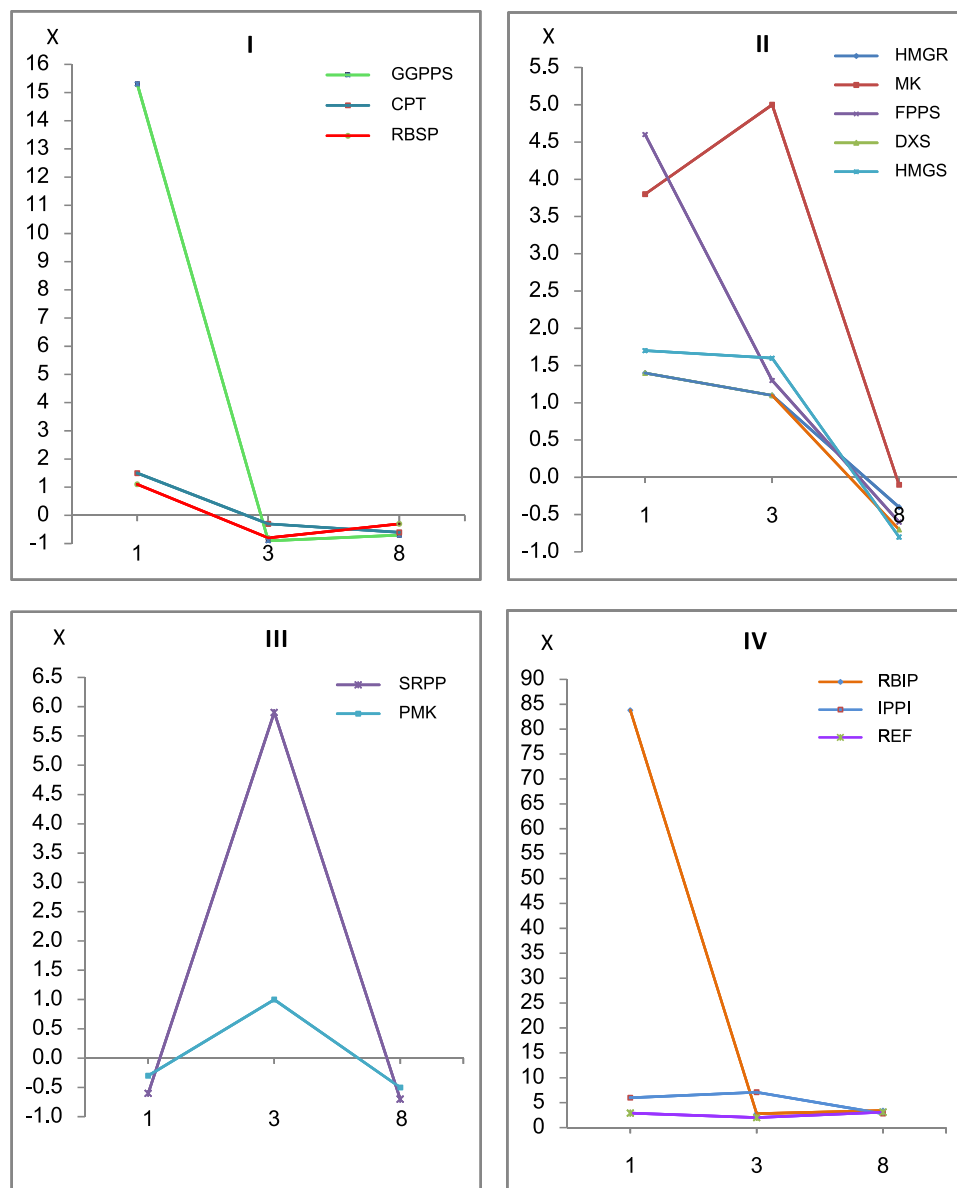 X
I
16
15
14
13
12
11
10
9
8
7
6
5
4
3
2
1
0
-1
1 3 8
GGPPS
CPT
RBSP
X
II
5.5
5.0
4.5
4.0
3.5
3.0
2.5
2.0
1.5
1.0
0.5
0.0
-0.5
-1.0
1 3 8
HMGR
MK
FPPS
DXS
HMGS
X
III
6.5
6.0
5.5
5.0
4.5
4.0
3.5
3.0
2.5
2.0
1.5
1.0
0.5
0.0
-0.5
-1.0
1 3 8
SRPP
PMK
X
IV
90
85
80
75
70
65
60
55
50
45
40
35
30
25
20
15
10
5
0
1 3 8
RBIP
IPPI
REF